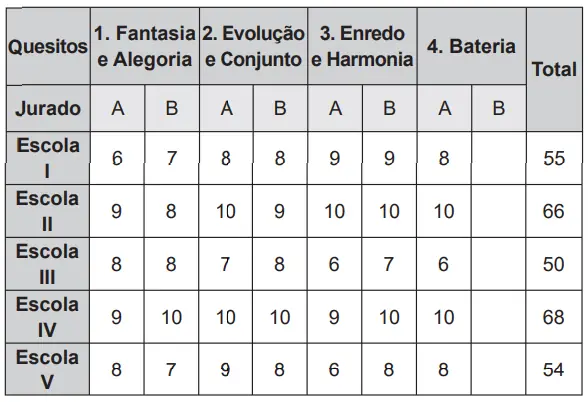 Quesitos 1. Fantasia e Alegoria 2. Evolução e Conjunto 3. Enredo e Harmonia 4. Bateria Total
Jurado A B A B A B A B
Escola I 6 7 8 8 9 9 8 55
Escola II 9 8 10 9 10 10 10 66
Escola III 8 8 7 8 6 7 6 50
Escola IV 9 10 10 10 9 10 10 68
Escola V 8 7 9 8 6 8 8 54